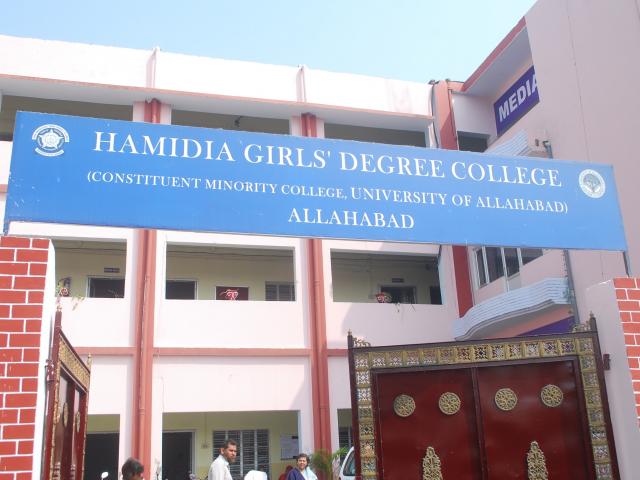 HAMIDIA GIRLS' DEGREE COLLEGE
(CONSTITUENT MINORITY COLLEGE, UNIVERSITY OF ALLAHABAD)
ALLAHABAD
MEDIA